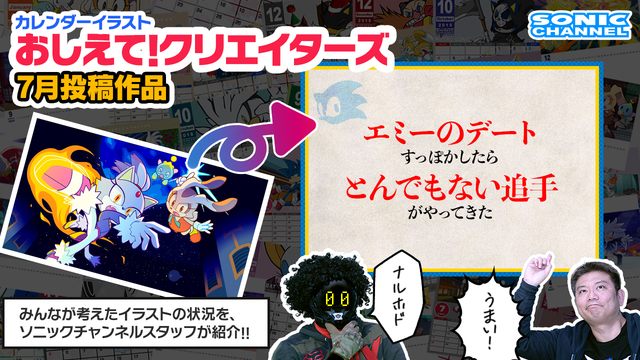 カレンダーイラスト
おしえて!クリエイターズ
7月投稿作品
SONIC
CHANNEL
エミーのデート
すっぽかしたら
とんでもない追手
がやってきた
ナルホド
うまい!
00
みんなが考えたイラストの状況を、
ソニックチャンネルスタッフが紹介!!